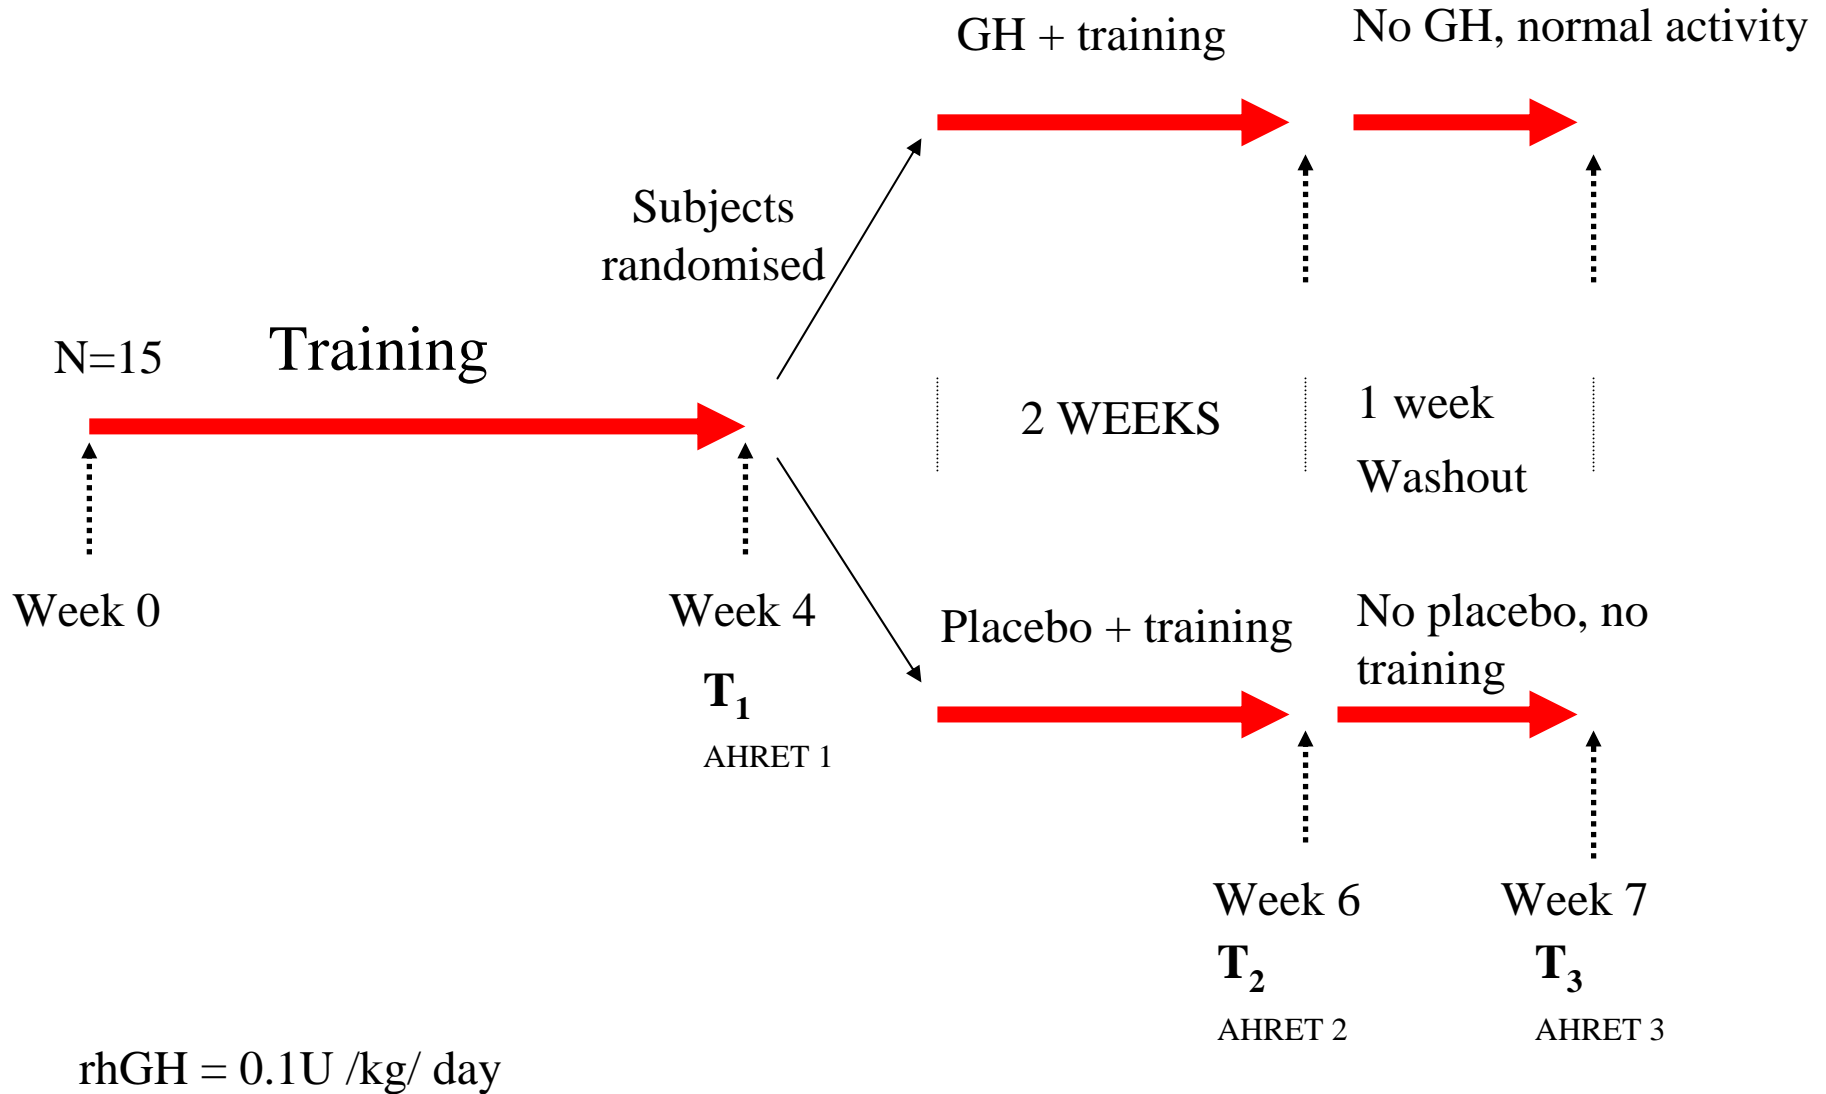 GH + training
No GH, normal activity
Subjects
randomised
N=15
Training
2 WEEKS
1 week
Washout
Week 0
Week 4
T1
AHRET 1
Placebo + training
No placebo, no
training
Week 6
T2
AHRET 2
Week 7
T3
AHRET 3
rhGH = 0.1U /kg/ day